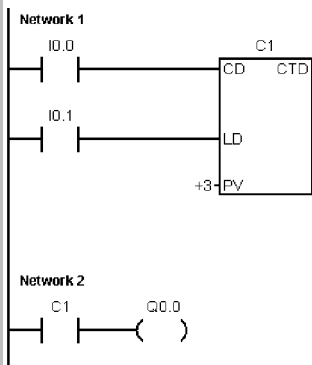 Network 1
I0.0
C1
CD CTD
I0.1
LD
+3 PV
Network 2
C1 Q0.0